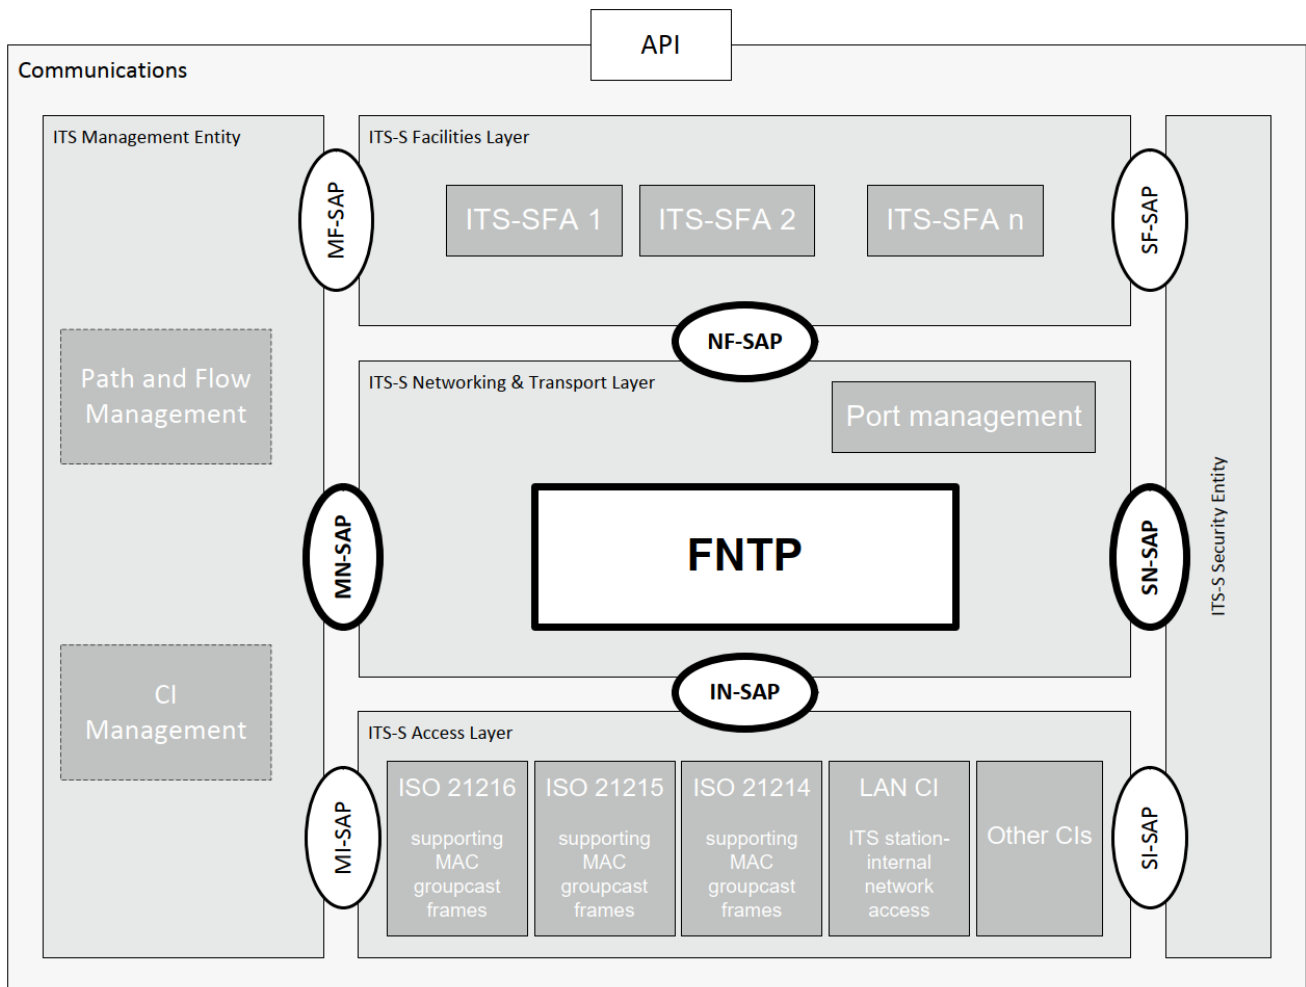 API
Communications
ITS Management Entity
ITS-S Facilities Layer
MF-SAP
SF-SAP
ITS-SFA 1
ITS-SFA 2
ITS-SFA n
NF-SAP
Path and Flow
Management
ITS-S Networking & Transport Layer
Port management
MN-SAP
FNTP
SN-SAP
ITS-S Security Entity
IN-SAP
CI
Management
ITS-S Access Layer
MI-SAP
ISO 21216
supporting
MAC
groupcast
frames
ISO 21215
supporting
MAC
groupcast
frames
ISO 21214
supporting
MAC
groupcast
frames
LAN CI
ITS station-
internal
network
access
Other CIs
SI-SAP